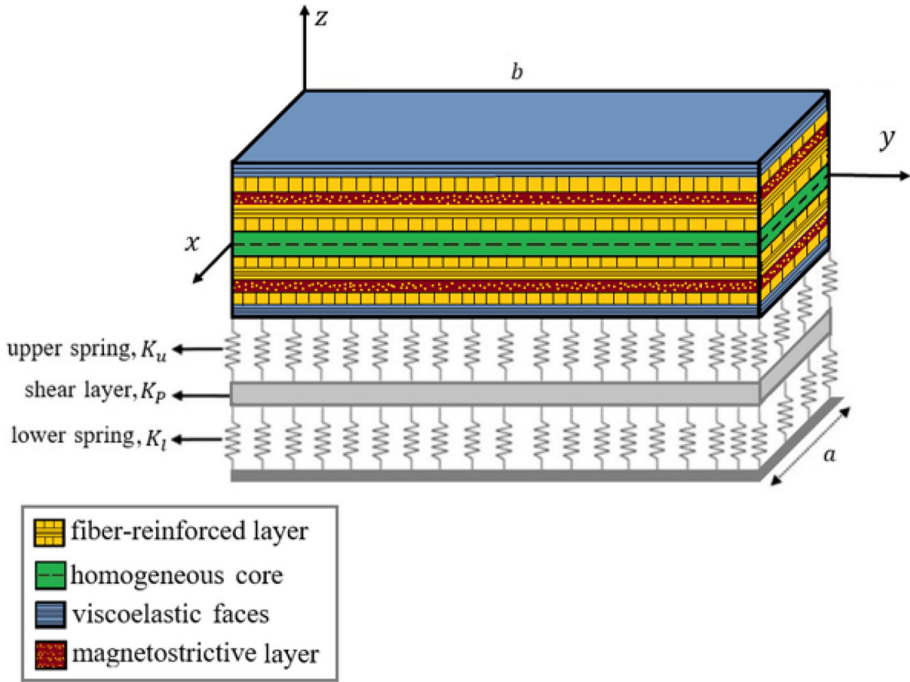 z
b
y
x
upper spring, K_u
shear layer, K_P
lower spring, K_l
a
fiber-reinforced layer
homogeneous core
viscoelastic faces
magnetostrictive layer